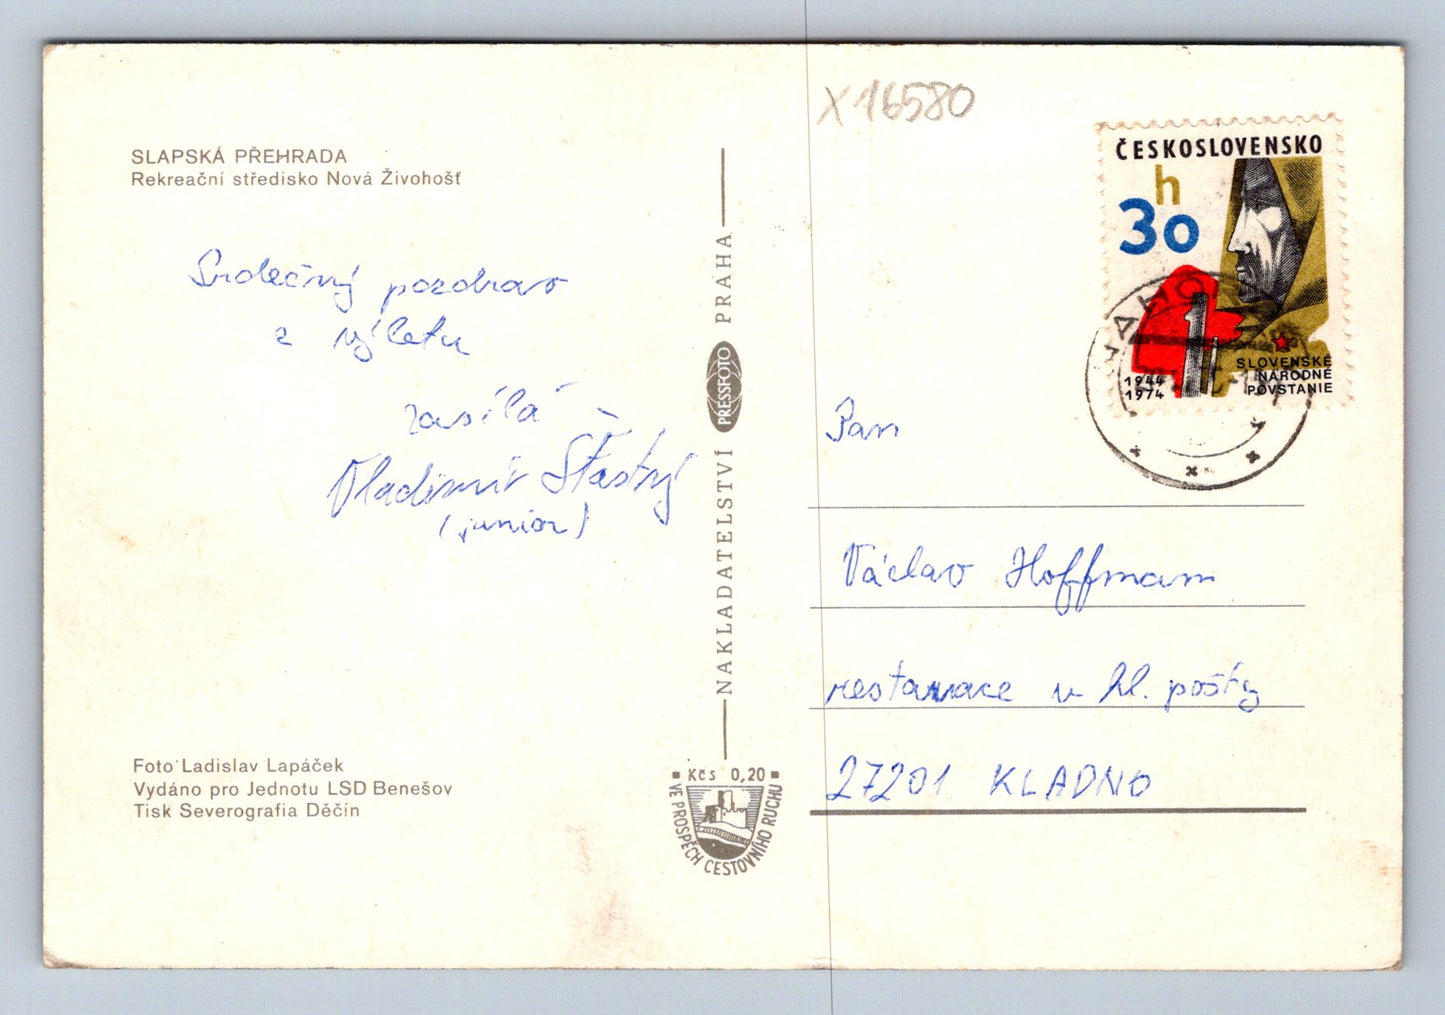 X 16580
SLAPSKÁ PŘEHRADA
Rekreační středisko Nová Živohošť
Srdečný pozdrav
z výletu
zasílá
Vladimír Šťastný
(junior)
Foto Ladislav Lapáček
Vydáno pro Jednotu LSD Benešov
Tisk Severografia Děčín
NAKLADATELSTVÍ PRESSFOTO PRAHA
Kčs 0,20
VE PROSPĚCH CESTOVNÍHO RUCHU
ČESKOSLOVENSKO
30 h
1944
1974
SLOVENSKÉ
NÁRODNÉ
POVSTANIE
Pan
Václav Hoffmann
restaurace u hl. pošty
27201 KLADNO